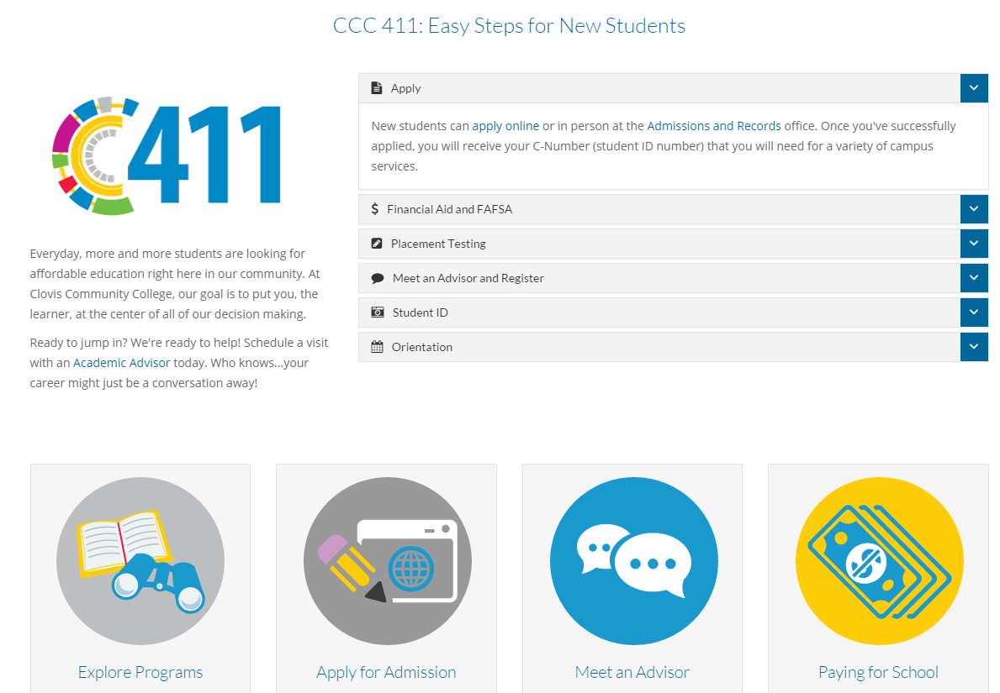 CCC 411: Easy Steps for New Students
C411
Everyday, more and more students are looking for
affordable education right here in our community. At
Clovis Community College, our goal is to put you, the
learner, at the center of all of our decision making.
Ready to jump in? We're ready to help! Schedule a visit
with an Academic Advisor today. Who knows...your
career might just be a conversation away!
Apply
New students can apply online or in person at the Admissions and Records office. Once you've successfully
applied, you will receive your C-Number (student ID number) that you will need for a variety of campus
services.
$ Financial Aid and FAFSA
Placement Testing
Meet an Advisor and Register
Student ID
Orientation
Explore Programs
Apply for Admission
Meet an Advisor
Paying for School